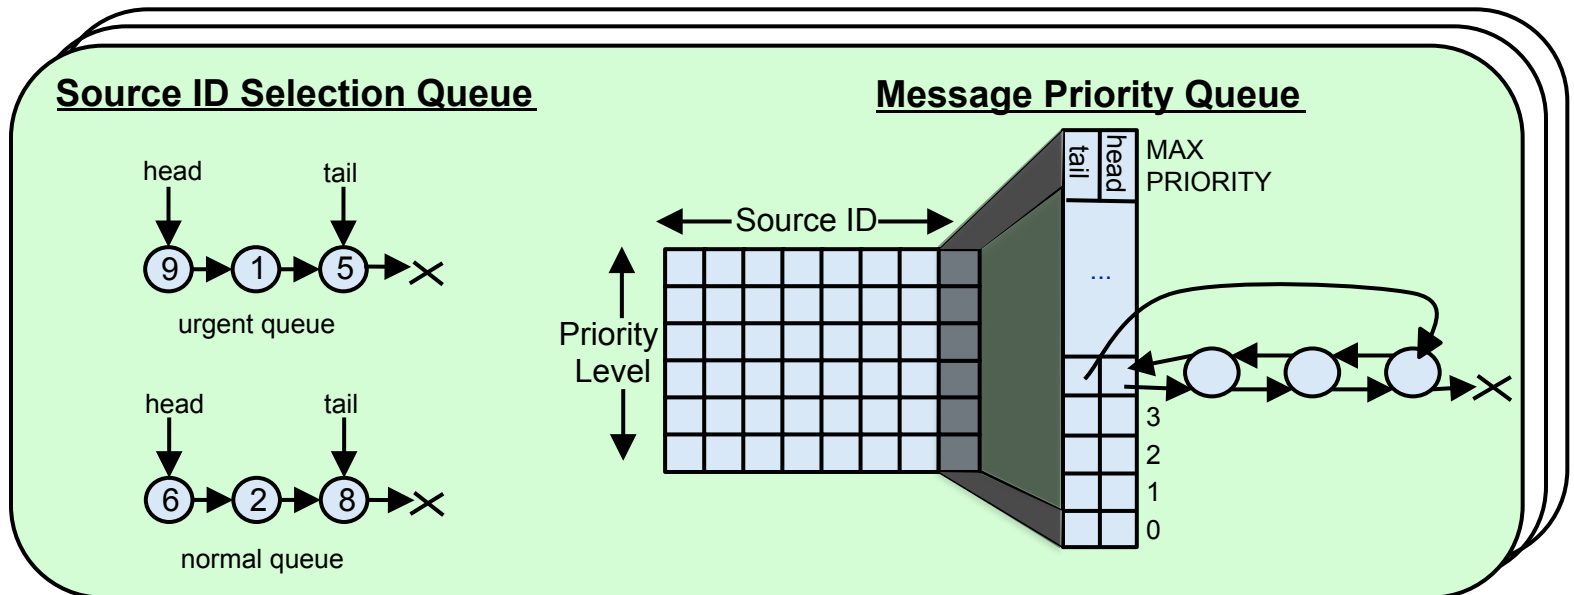 Source ID Selection Queue
head
tail
9
1
5
urgent queue
head
tail
6
2
8
normal queue
Message Priority Queue
tail
head
MAX
PRIORITY
Source ID
Priority
Level
...
3
2
1
0